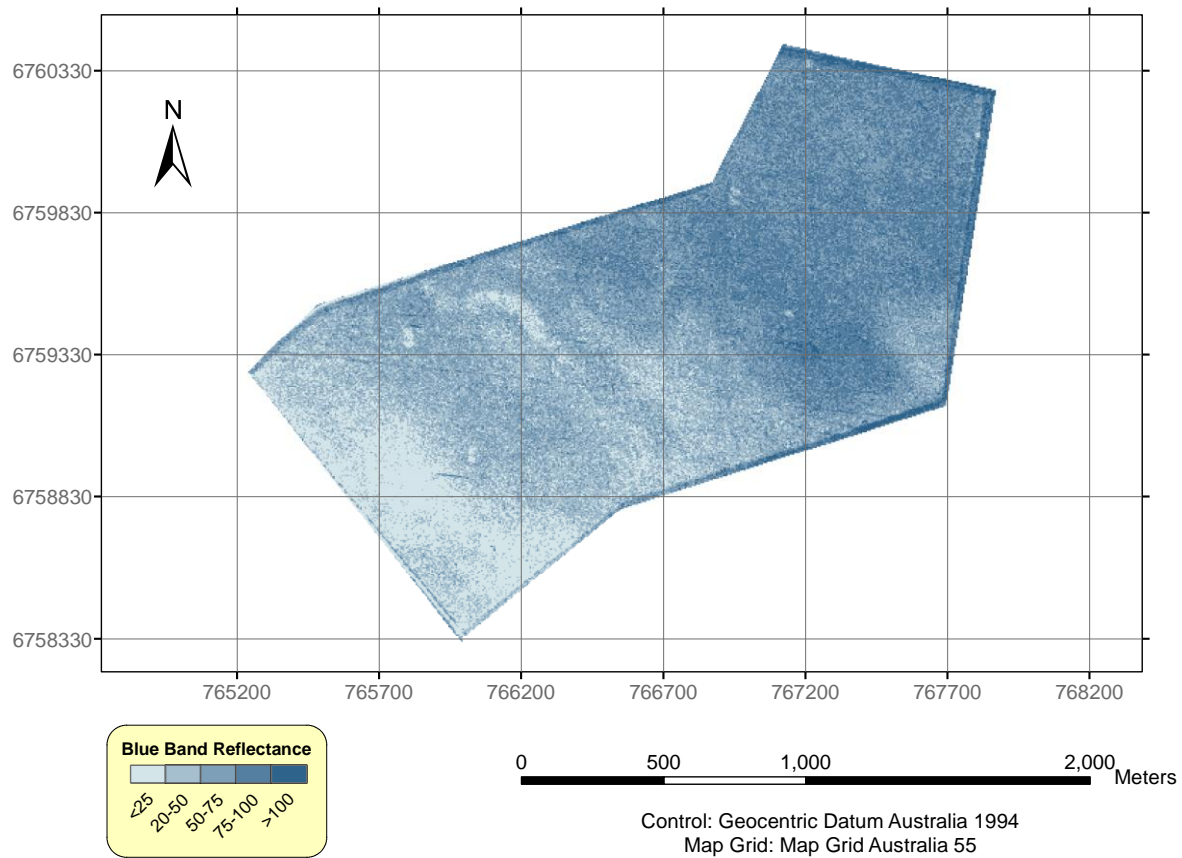 6760330
N
6759830
6759330
6758830
6758330
765200 765700 766200 766700 767200 767700 768200
Blue Band Reflectance
<25 20-50 50-75 75-100 >100
0 500 1,000 2,000 Meters
Control: Geocentric Datum Australia 1994
Map Grid: Map Grid Australia 55